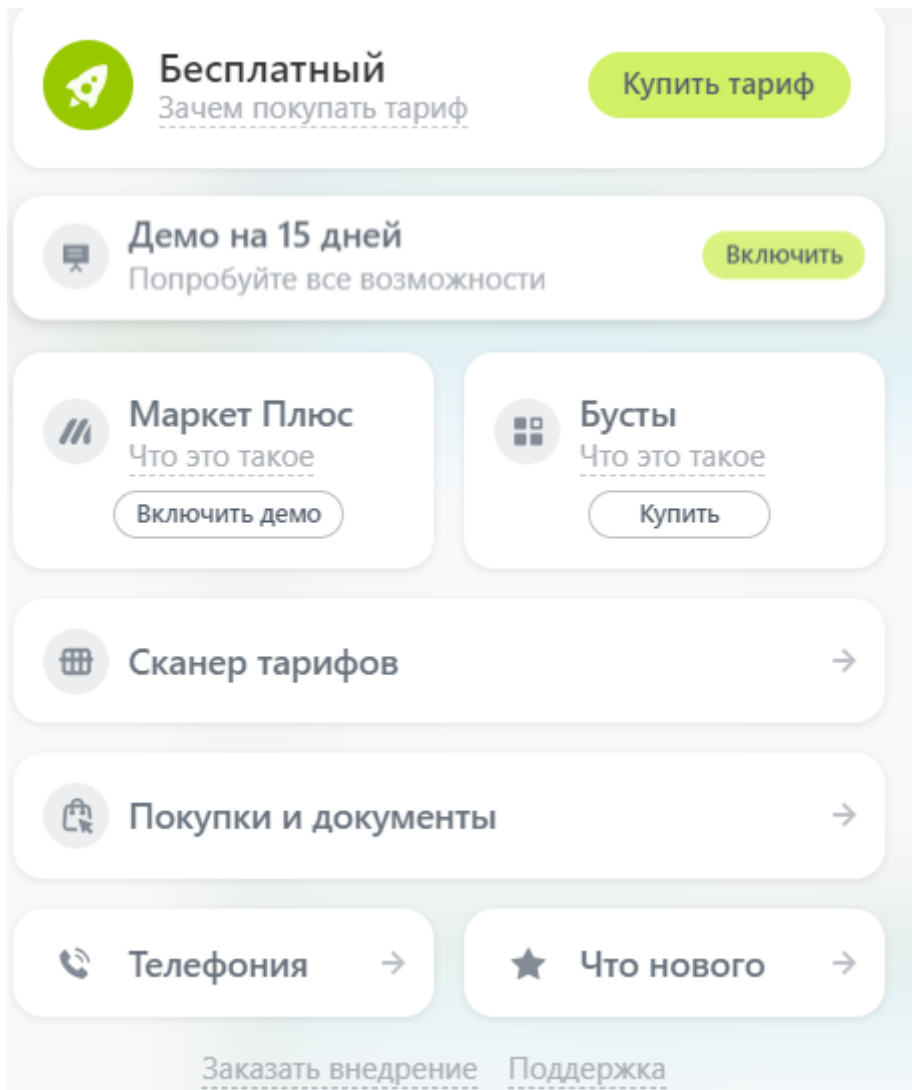 Бесплатный
Зачем покупать тариф
Купить тариф
Демо на 15 дней
Попробуйте все возможности
Включить
Маркет Плюс
Что это такое
Включить демо
Бусты
Что это такое
Купить
Сканер тарифов
Покупки и документы
Телефония
Что нового
Заказать внедрение Поддержка